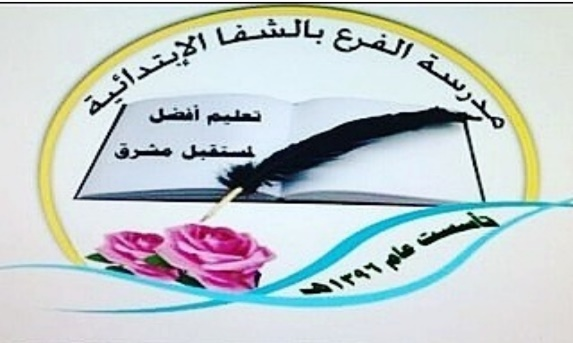 مدرسة الفرع بالشفا الإبتدائية
تعليم أفضل
لمستقبل مشرق
تأسست عام ١٣٩٦هـ